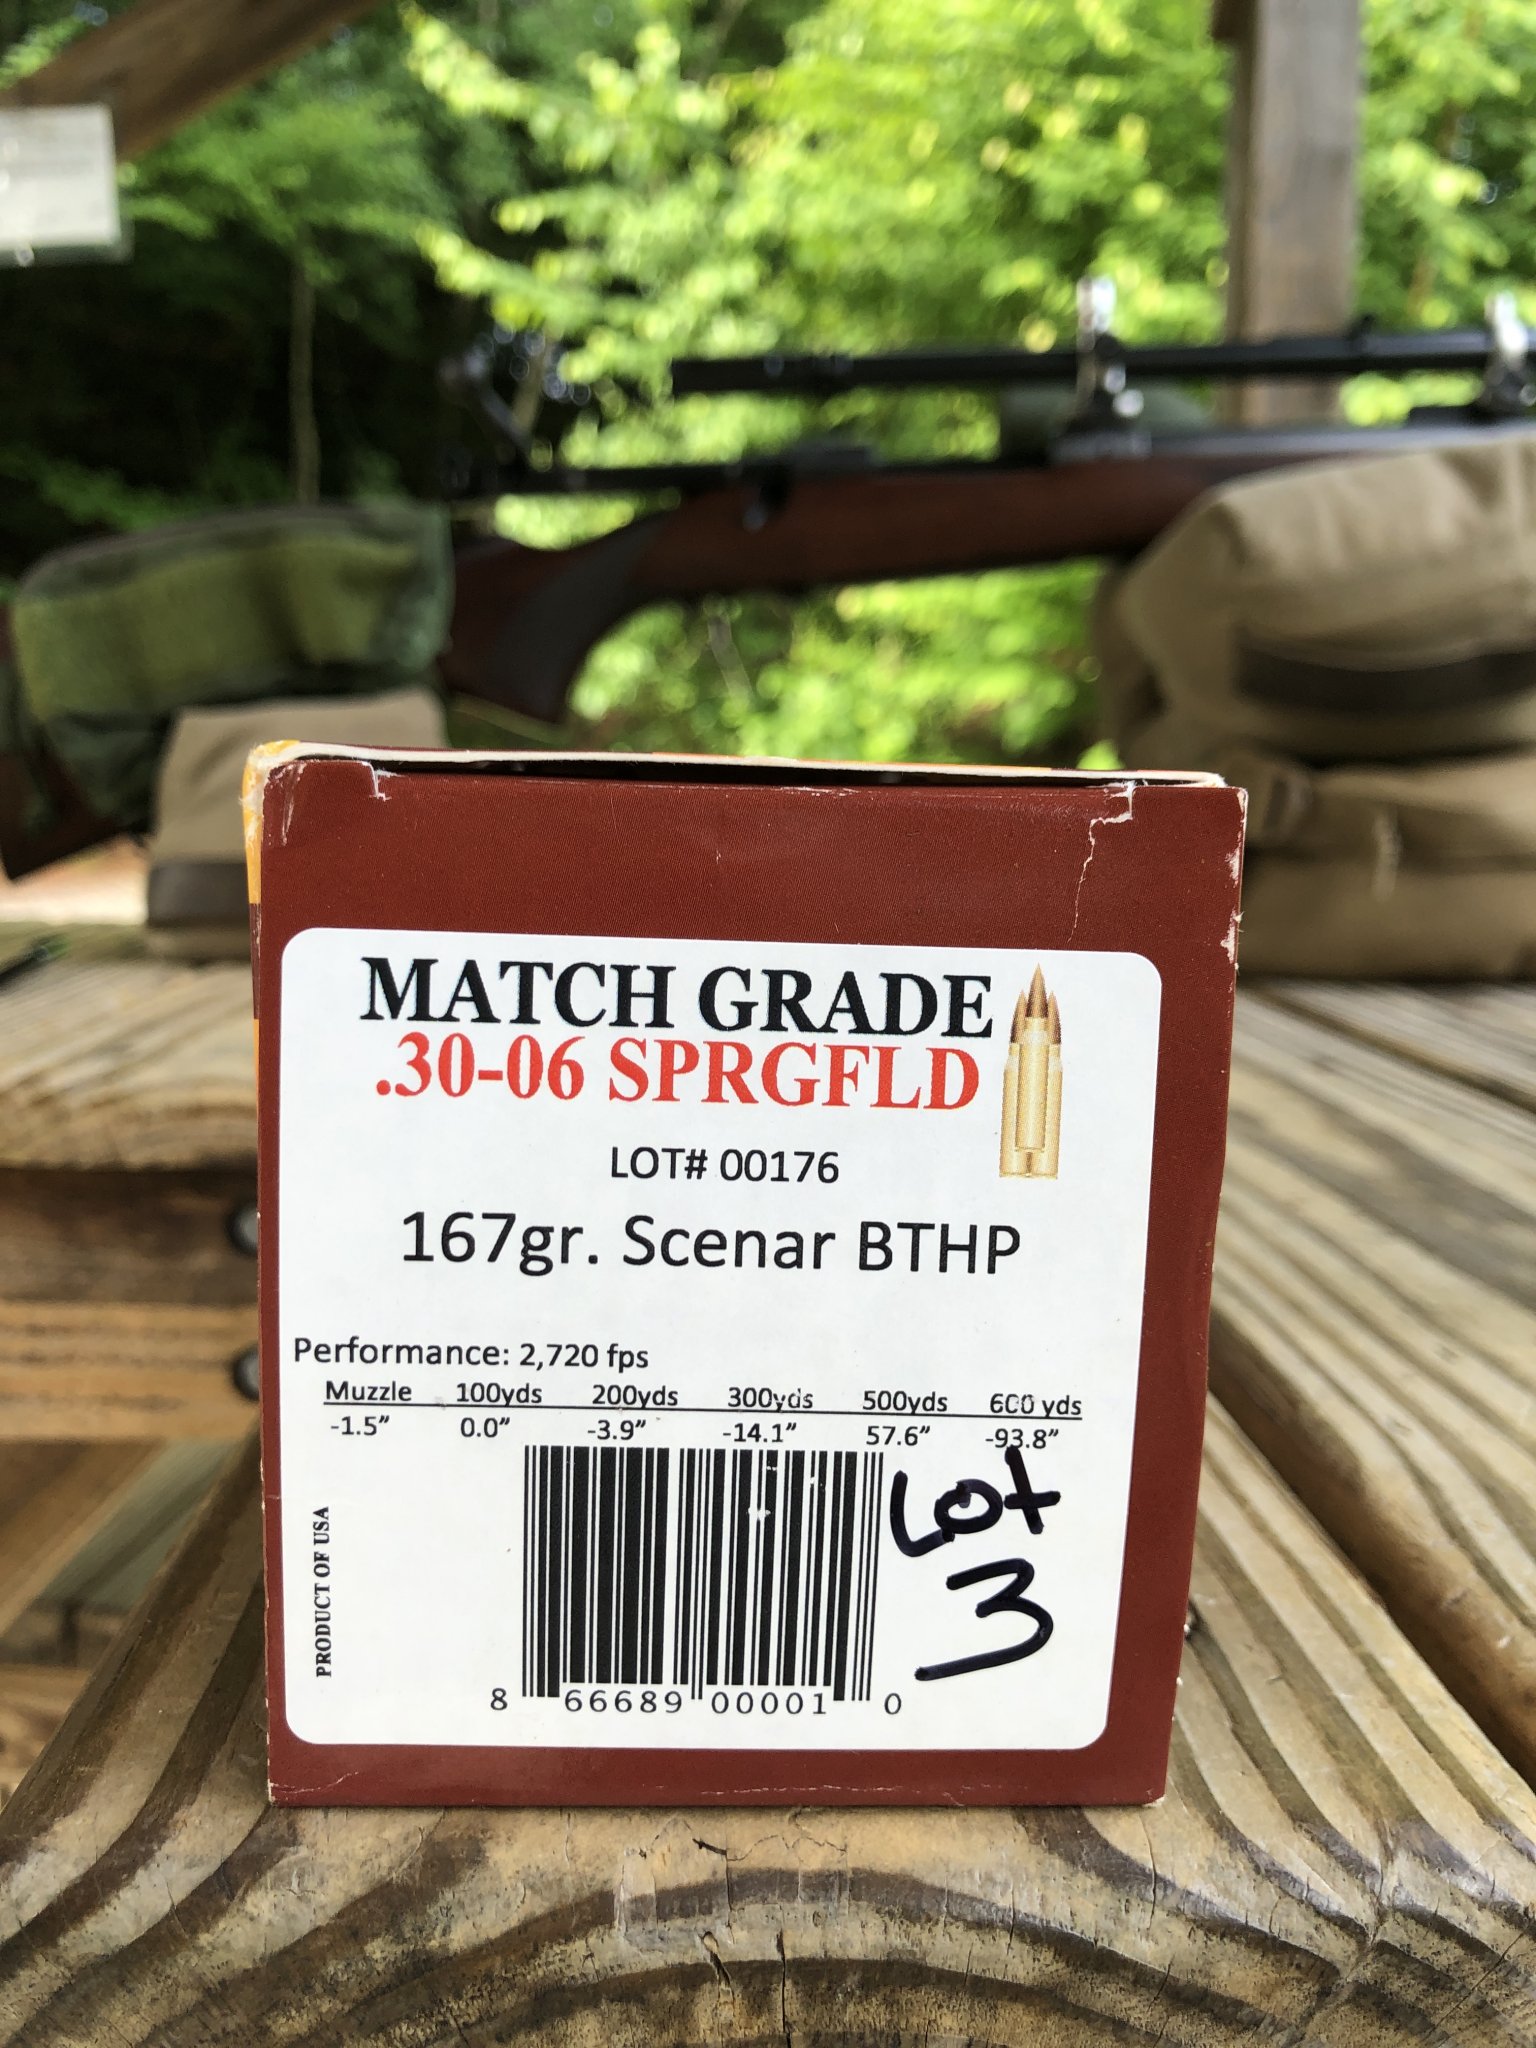 MATCH GRADE
.30-06 SPRGFLD
LOT# 00176
167gr. Scenar BTHP
Performance: 2,720 fps
Muzzle 100yds 200yds 300yds 500yds 600 yds
-1.5” 0.0” -3.9” -14.1” 57.6” -93.8”
Lot
3
PRODUCT OF USA
8 66689 00001 0